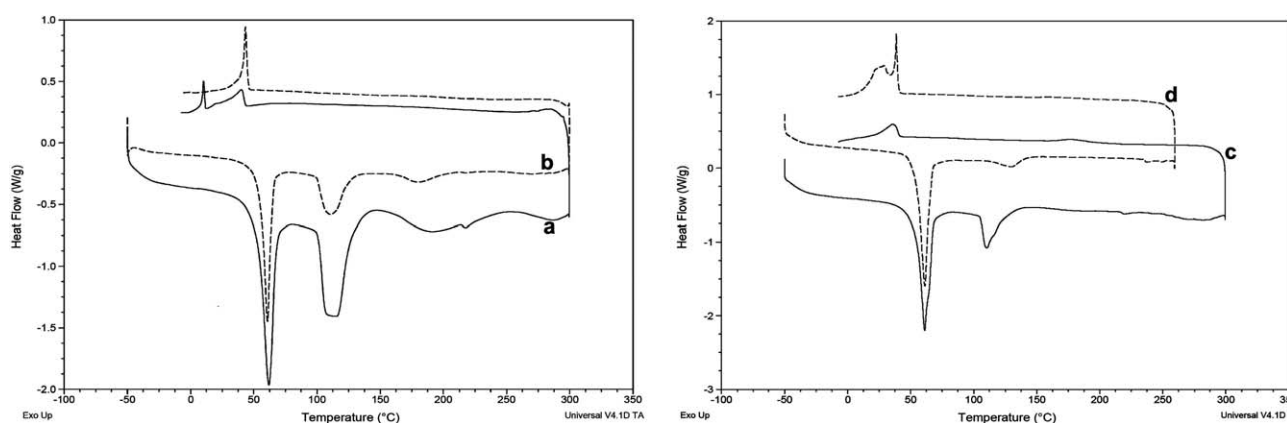 1.0
0.5
0.0
-0.5
-1.0
-1.5
-2.0
Heat Flow (W/g)
b
a
-100 -50 0 50 100 150 200 250 300 350
Exo Up Temperature (°C) Universal V4.1D TA
2
1
0
-1
-2
-3
Heat Flow (W/g)
d
c
-100 -50 0 50 100 150 200 250 300
Exo Up Temperature (°C) Universal V4.1D